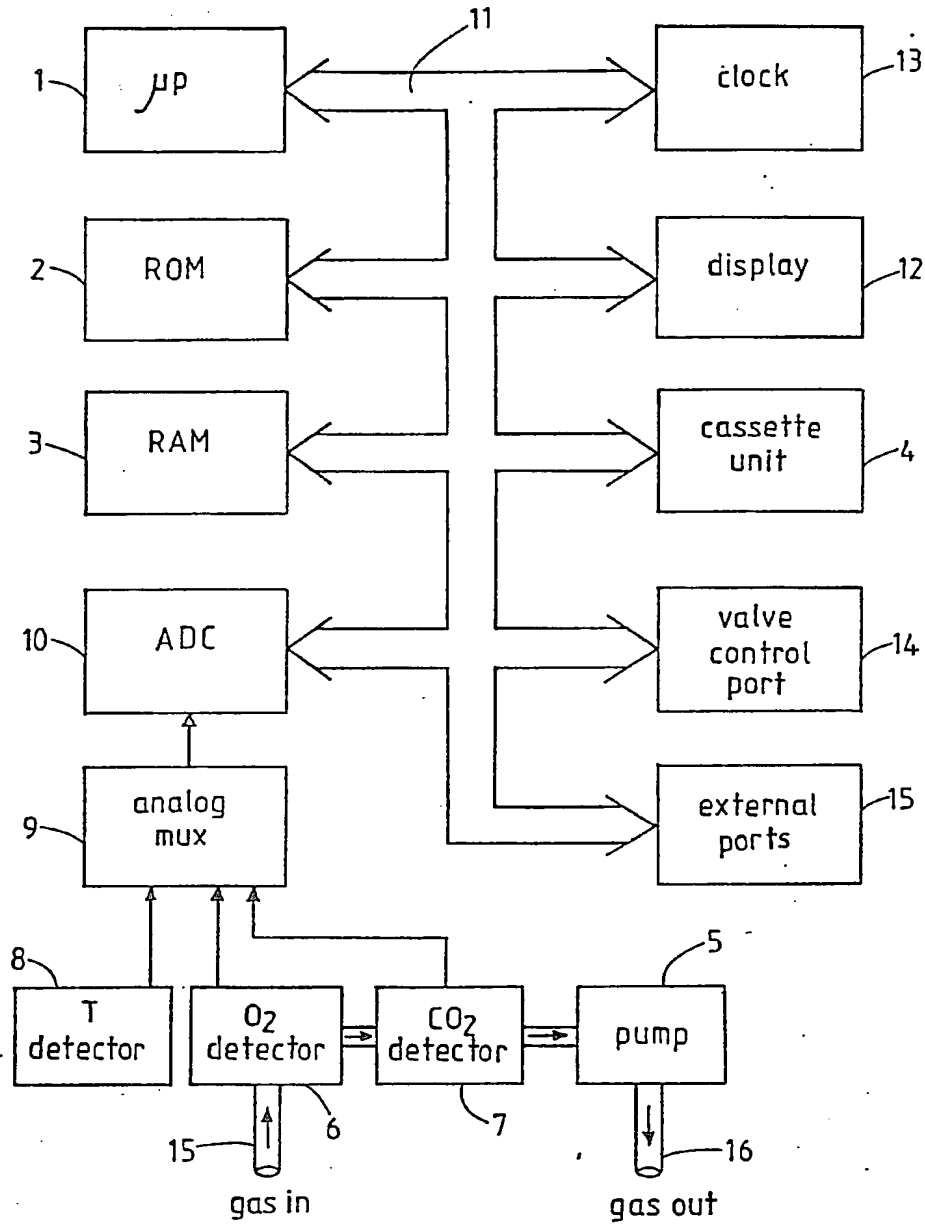 11
1
µp
clock
13
2
ROM
display
12
3
RAM
cassette
unit
4
10
ADC
valve
control
port
14
9
analog
mux
external
ports
15
8
T
detector
O2
detector
6
CO2
detector
7
5
pump
15
16
gas in
gas out